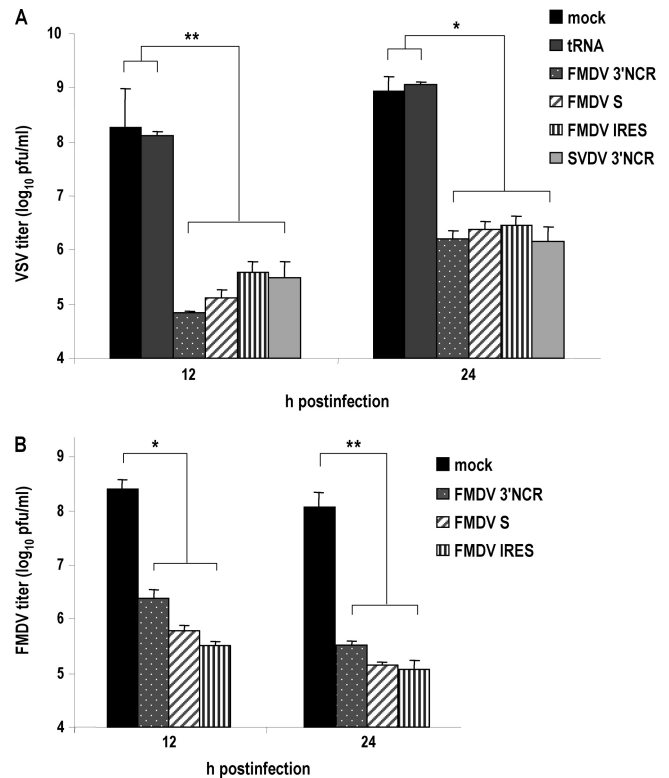 A
VSV titer (log10 pfu/ml)
10
9
8
7
6
5
4
**
*
mock
tRNA
FMDV 3'NCR
FMDV S
FMDV IRES
SVDV 3'NCR
12
24
h postinfection
B
FMDV titer (log10 pfu/ml)
9
8
7
6
5
4
*
**
mock
FMDV 3'NCR
FMDV S
FMDV IRES
12
24
h postinfection